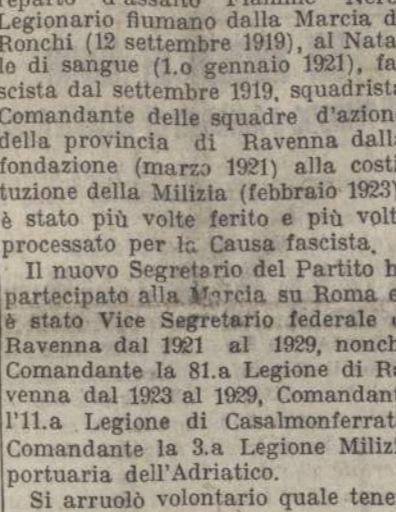 reparto d'assalto Fiamme Nere
Legionario fiumano dalla Marcia d
Ronchi (12 settembre 1919), al Nata
le di sangue (1.o gennaio 1921), fa
scista dal settembre 1919, squadrista
Comandante delle squadre d'azion
della provincia di Ravenna dalla
fondazione (marzo 1921) alla costi
tuzione della Milizia (febbraio 1923)
è stato più volte ferito e più volt
processato per la Causa fascista.
Il nuovo Segretario del Partito h
partecipato alla Marcia su Roma e
è stato Vice Segretario federale d
Ravenna dal 1921 al 1929, nonch
Comandante la 81.a Legione di Ra
venna dal 1923 al 1929, Comandant
l'11.a Legione di Casalmonferrat
Comandante la 3.a Legione Milizi
portuaria dell'Adriatico.
Si arruolò volontario quale tene